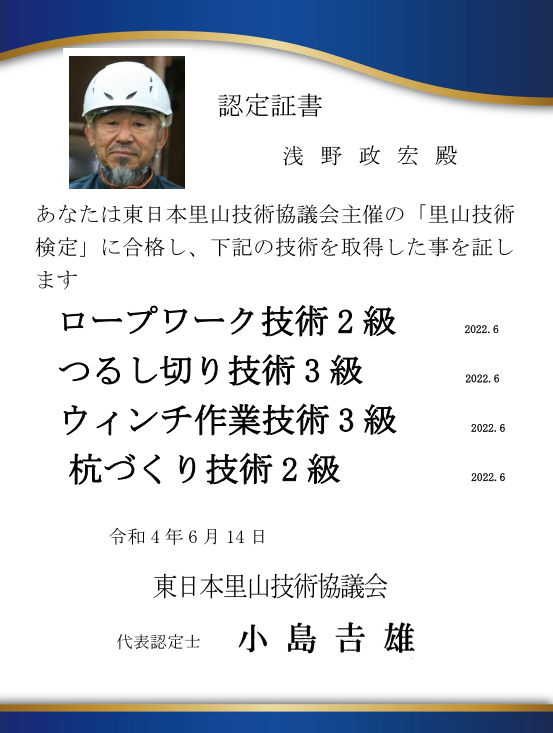 認定証書
浅 野 政 宏 殿
あなたは東日本里山技術協議会主催の「里山技術
検定」に合格し、下記の技術を取得した事を証し
ます
ロープワーク技術２級 2022.6
つるし切り技術３級 2022.6
ウィンチ作業技術３級 2022.6
杭づくり技術２級 2022.6
令和４年６月 14 日
東日本里山技術協議会
代表認定士 小 島 𠮷 雄